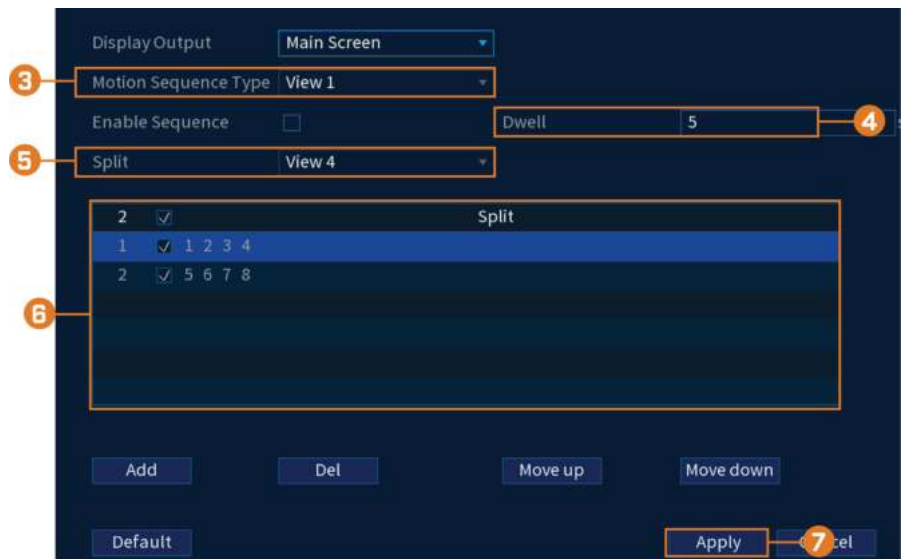 Display Output Main Screen
3 Motion Sequence Type View 1
Enable Sequence Dwell 5 4
5 Split View 4
2 Split
1 1 2 3 4
2 5 6 7 8
6
Add Del Move up Move down
Default Apply 7